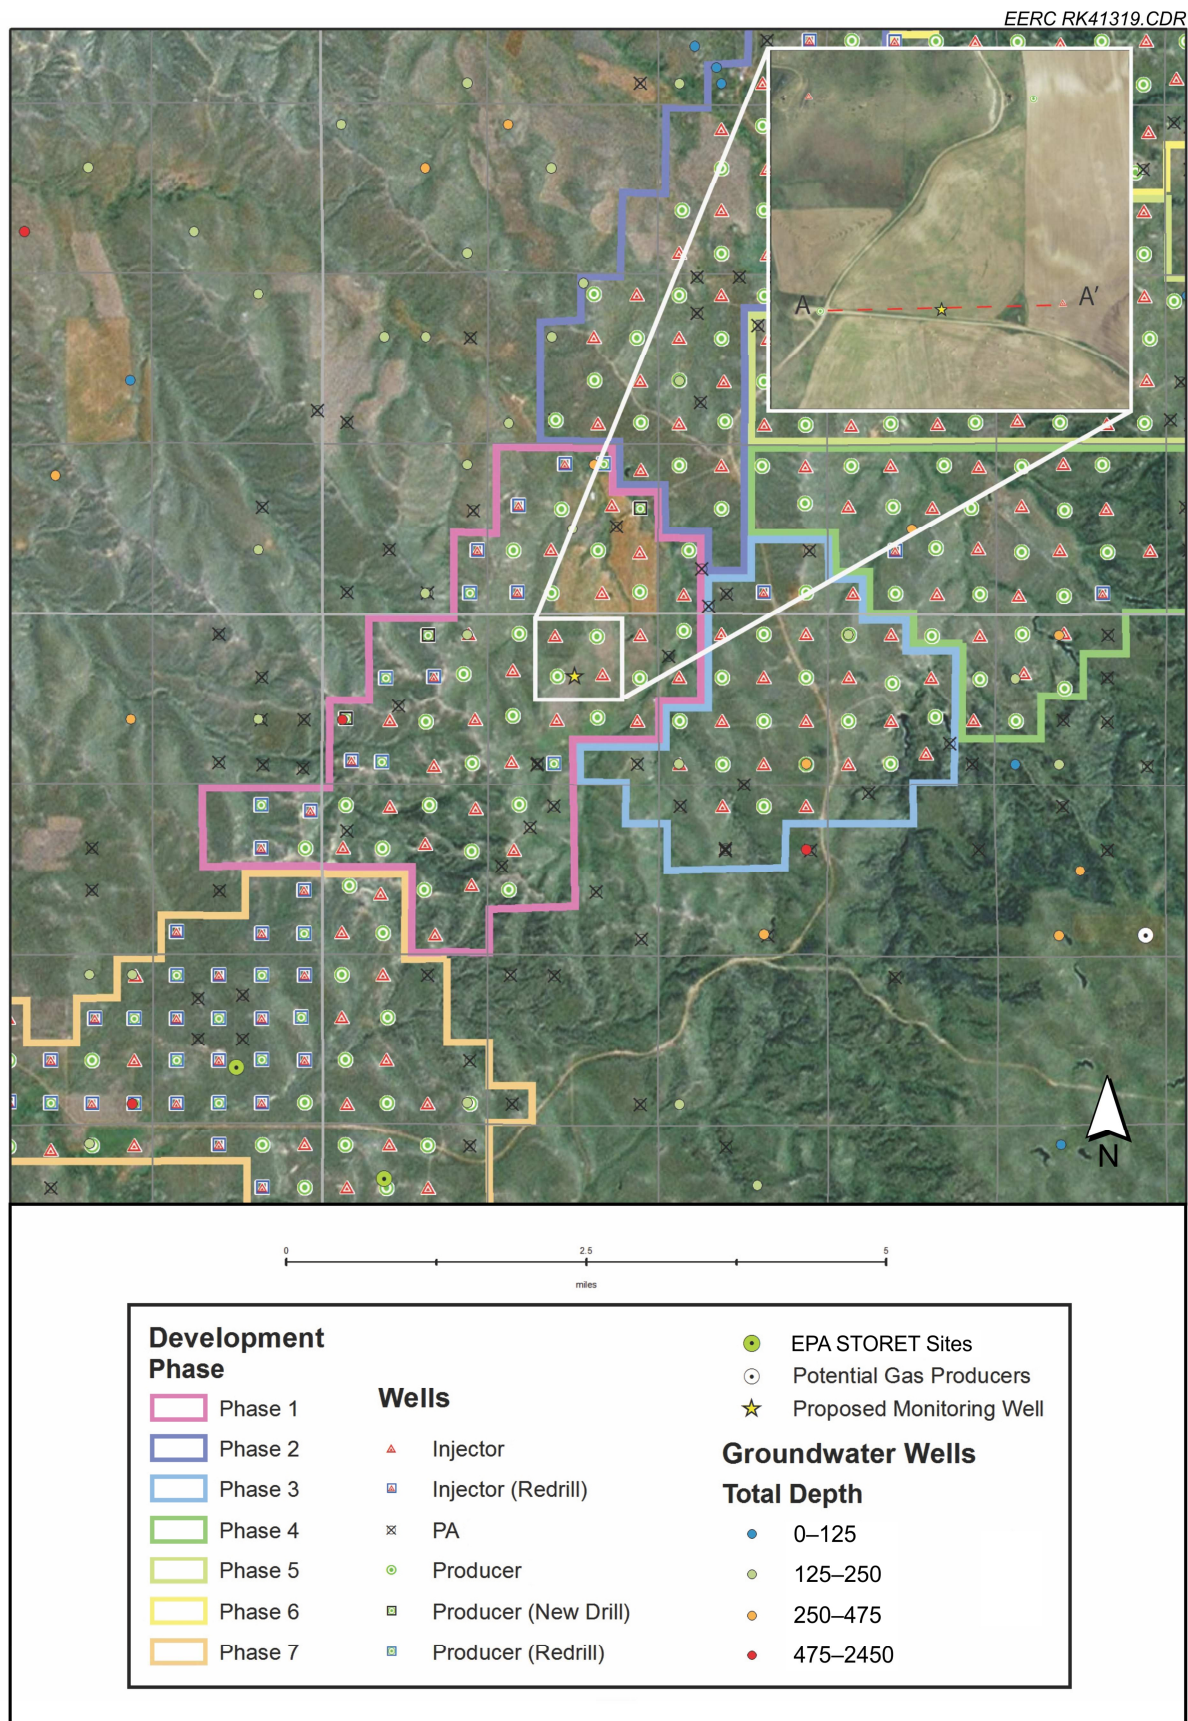 EERC RK41319.CDR
A
A′
N
0
2.5
5
miles
Development
Phase
Phase 1
Phase 2
Phase 3
Phase 4
Phase 5
Phase 6
Phase 7
Wells
Injector
Injector (Redrill)
PA
Producer
Producer (New Drill)
Producer (Redrill)
EPA STORET Sites
Potential Gas Producers
Proposed Monitoring Well
Groundwater Wells
Total Depth
0–125
125–250
250–475
475–2450